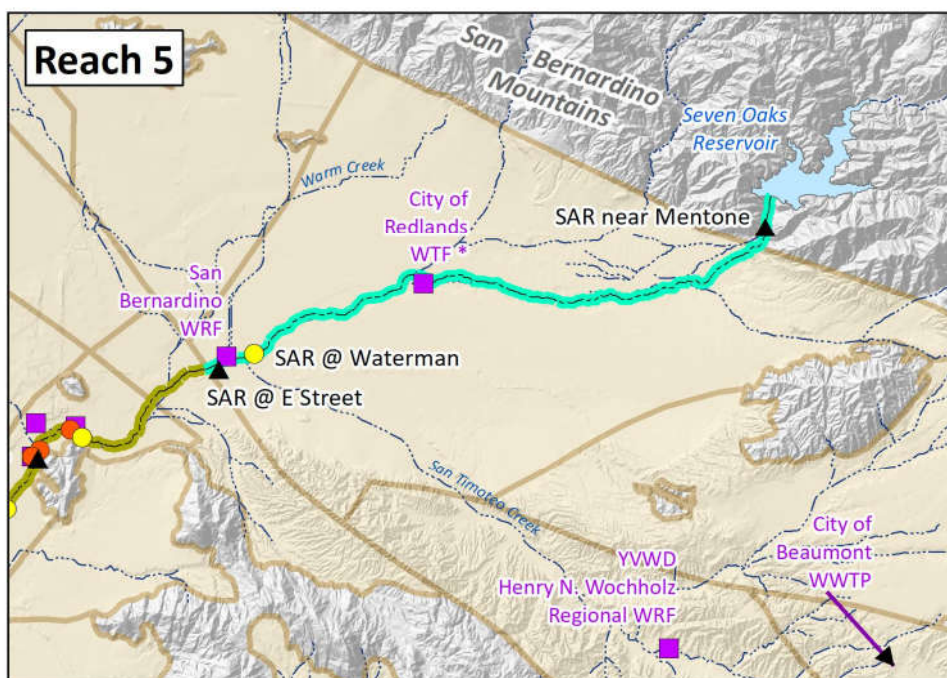 Reach 5
San Bernardino
Mountains
Seven Oaks
Reservoir
Warm Creek
City of
Redlands
WTF *
SAR near Mentone
San
Bernardino
WRF
SAR @ Waterman
SAR @ E Street
San Timoteo Creek
YVWD
Henry N. Wochholz
Regional WRF
City of
Beaumont
WWTP